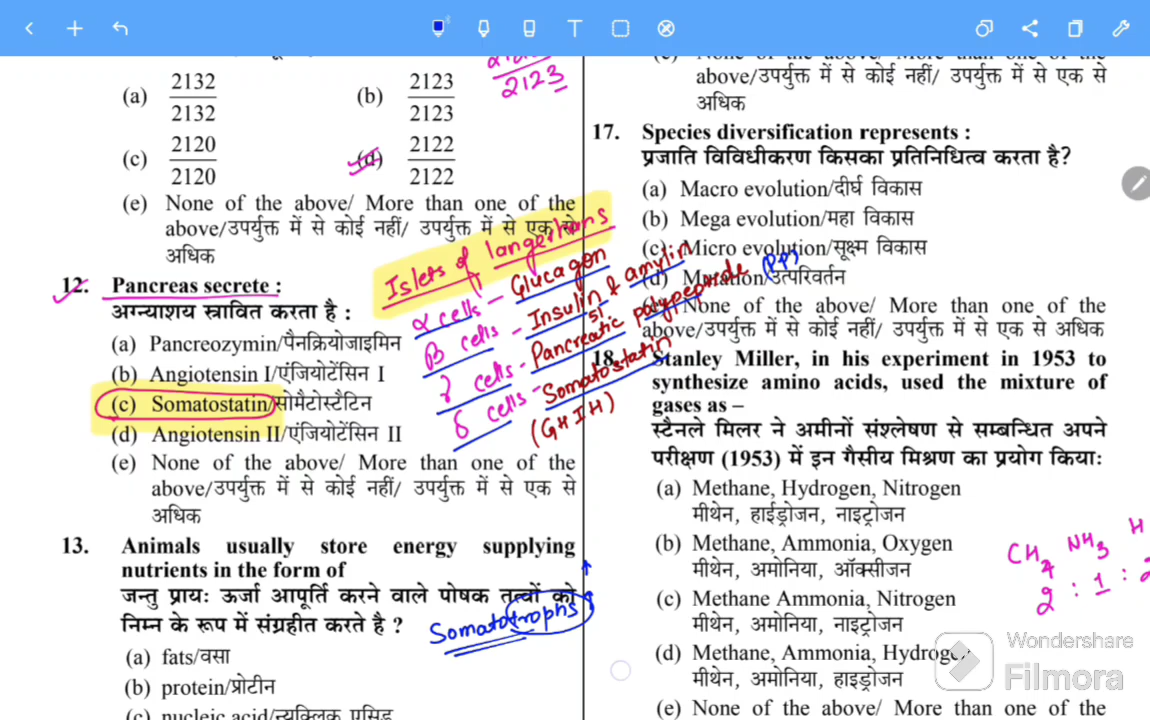 (a) 2132/2132 (b) 2123/2123
2123
(c) 2120/2120 (d) 2122/2122
(e) None of the above/ More than one of the
above/उपर्युक्त में से कोई नहीं/ उपर्युक्त में से एक से
अधिक
12. Pancreas secrete :
अग्न्याशय स्त्रावित करता है :
(a) Pancreozymin/पैनक्रियोजाइमिन
(b) Angiotensin I/एंजियोटेंसिन I
(c) Somatostatin/सोमैटोस्टैटिन
(d) Angiotensin II/एंजियोटेंसिन II
(e) None of the above/ More than one of the
above/उपर्युक्त में से कोई नहीं/ उपर्युक्त में से एक से
अधिक
Islets of langerhans
α cells - Glucagon
β cells - Insulin & amylin
51
γ cells - Pancreatic polypeptide (PP)
δ cells - Somatostatin
(GHIH)
13. Animals usually store energy supplying
nutrients in the form of
जन्तु प्रायः ऊर्जा आपूर्ति करने वाले पोषक तत्वों को
निम्न के रूप में संग्रहीत करते है ?
Somatotrophs
(a) fats/वसा
(b) protein/प्रोटीन
(c) nucleic acid/न्यूक्लिक एसिड
above/उपर्युक्त में से कोई नहीं/ उपर्युक्त में से एक से
अधिक
17. Species diversification represents :
प्रजाति विविधीकरण किसका प्रतिनिधित्व करता है?
(a) Macro evolution/दीर्घ विकास
(b) Mega evolution/महा विकास
(c) Micro evolution/सूक्ष्म विकास
(d) Mutation/उत्परिवर्तन
(e) None of the above/ More than one of the
above/उपर्युक्त में से कोई नहीं/ उपर्युक्त में से एक से अधिक
18. Stanley Miller, in his experiment in 1953 to
synthesize amino acids, used the mixture of
gases as –
स्टैनले मिलर ने अमीनों संश्लेषण से सम्बन्धित अपने
परीक्षण (1953) में इन गैसीय मिश्रण का प्रयोग किया:
(a) Methane, Hydrogen, Nitrogen
मीथेन, हाईड्रोजन, नाइट्रोजन
(b) Methane, Ammonia, Oxygen
मीथेन, अमोनिया, ऑक्सीजन
(c) Methane Ammonia, Nitrogen
मीथेन, अमोनिया, नाइट्रोजन
(d) Methane, Ammonia, Hydrogen
मीथेन, अमोनिया, हाइड्रोजन
(e) None of the above/ More than one of the
CH4 NH3 H
2 : 1 : 2
Wondershare
Filmora